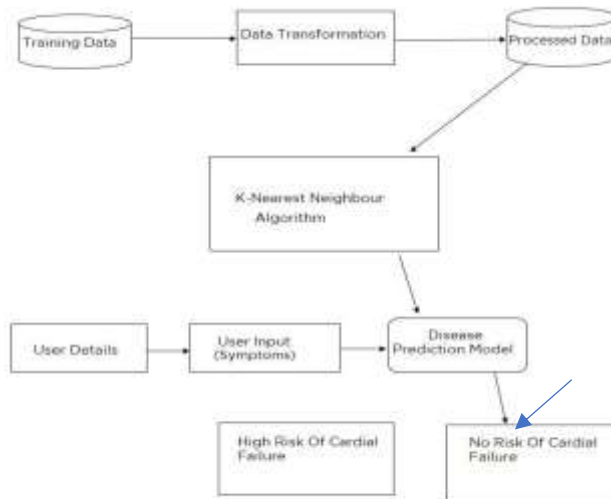 Training Data
Data Transformation
Processed Data
K-Nearest Neighbour
Algorithm
User Details
User Input
(Symptoms)
Disease
Prediction Model
High Risk Of Cardial
Failure
No Risk Of Cardial
Failure